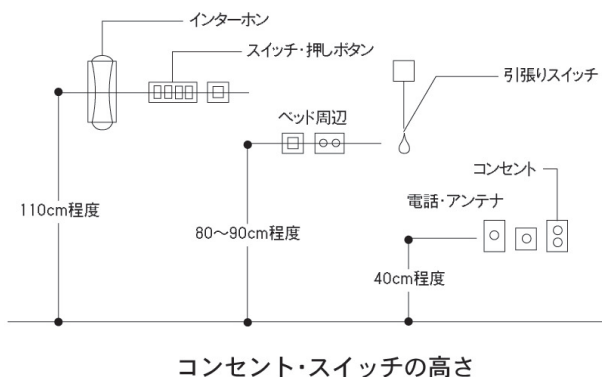 インターホン
スイッチ・押しボタン
引張りスイッチ
ベッド周辺
コンセント
電話・アンテナ
110cm程度
80～90cm程度
40cm程度
コンセント・スイッチの高さ